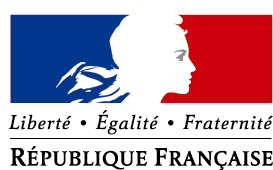 Liberté • Égalité • Fraternité
RÉPUBLIQUE FRANÇAISE